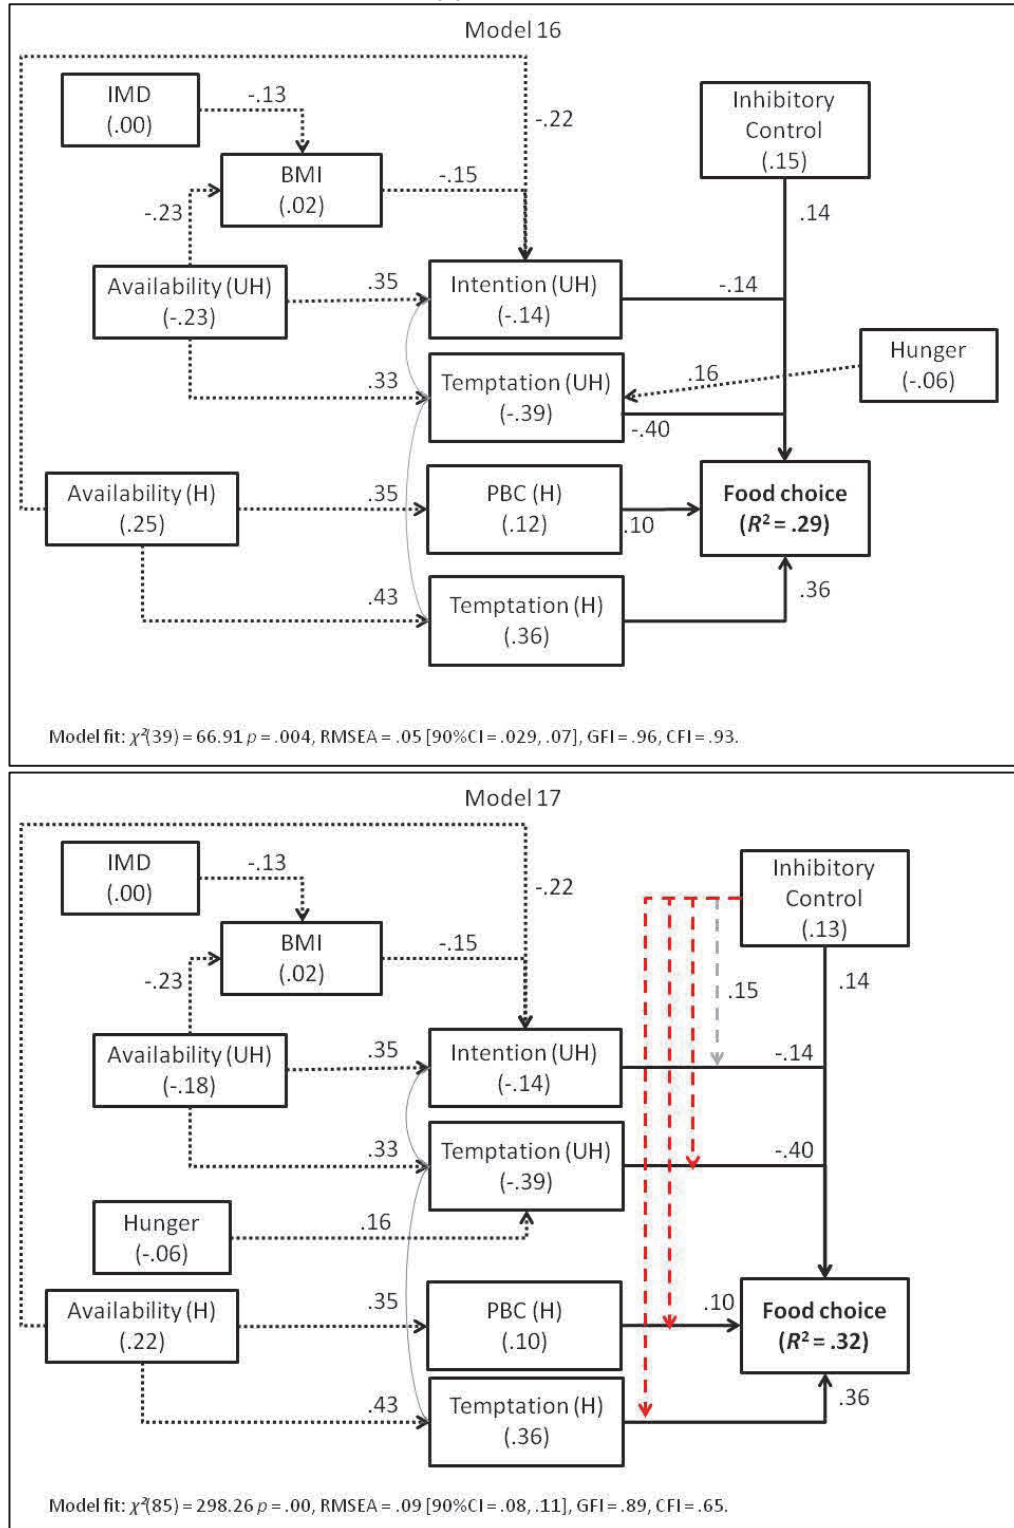 Model 16
IMD
(.00)
-.13
-.22
Inhibitory
Control
(.15)
BMI
(.02)
-.15
-.23
.14
Availability (UH)
(-.23)
.35
Intention (UH)
(-.14)
-.14
Hunger
(-.06)
.33
Temptation (UH)
(-.39)
.16
-.40
Availability (H)
(.25)
.35
PBC (H)
(.12)
.10
Food choice
(R² = .29)
.43
Temptation (H)
(.36)
.36
Model fit: χ²(39) = 66.91 p = .004, RMSEA = .05 [90%CI = .029, .07], GFI = .96, CFI = .93.
Model 17
IMD
(.00)
-.13
-.22
Inhibitory
Control
(.13)
BMI
(.02)
-.15
-.23
.15
.14
Availability (UH)
(-.18)
.35
Intention (UH)
(-.14)
-.14
.33
Temptation (UH)
(-.39)
-.40
Hunger
(-.06)
.16
Availability (H)
(.22)
.35
PBC (H)
(.10)
.10
Food choice
(R² = .32)
.43
Temptation (H)
(.36)
.36
Model fit: χ²(85) = 298.26 p = .00, RMSEA = .09 [90%CI = .08, .11], GFI = .89, CFI = .65.